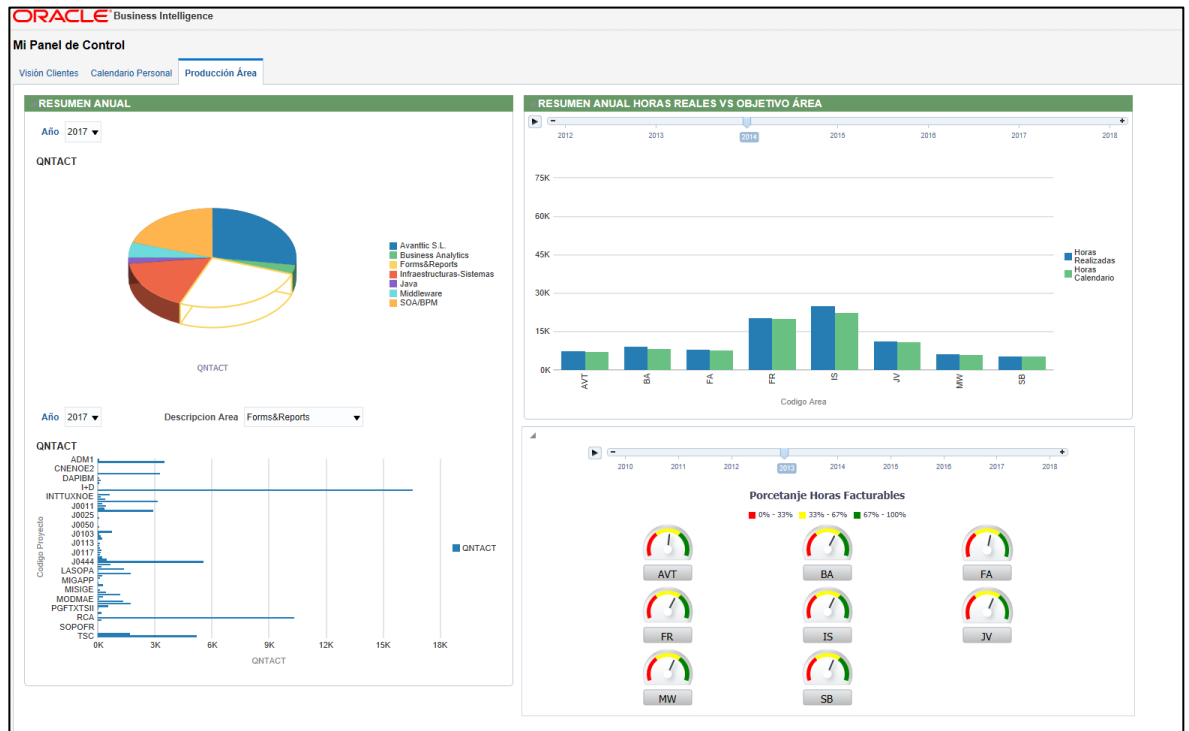 ORACLE Business Intelligence
Mi Panel de Control
Visión Clientes Calendario Personal Producción Área
RESUMEN ANUAL
Año 2017
QNTACT
Avanttic S.L.
Business Analytics
Forms&Reports
Infraestructuras-Sistemas
Java
Middleware
SOA/BPM
QNTACT
Año 2017 Descripcion Area Forms&Reports
QNTACT
Codigo Proyecto
ADM1
CNENOE2
DAPIBM
I+D
INTTUXNOE
J0011
J0025
J0050
J0103
J0113
J0117
J0444
LASOPA
MIGAPP
MISIGE
MODMAE
PGFTXTSII
RCA
SOPOFR
TSC
0K 3K 6K 9K 12K 15K 18K
QNTACT
QNTACT
RESUMEN ANUAL HORAS REALES VS OBJETIVO ÁREA
2012 2013 2014 2015 2016 2017 2018
75K
60K
45K
30K
15K
0K
AVT BA FA FR IS JV MW SB
Codigo Area
Horas
Realizadas
Horas
Calendario
2010 2011 2012 2013 2014 2015 2016 2017 2018
Porcetanje Horas Facturables
0% - 33% 33% - 67% 67% - 100%
AVT BA FA
FR IS JV
MW SB